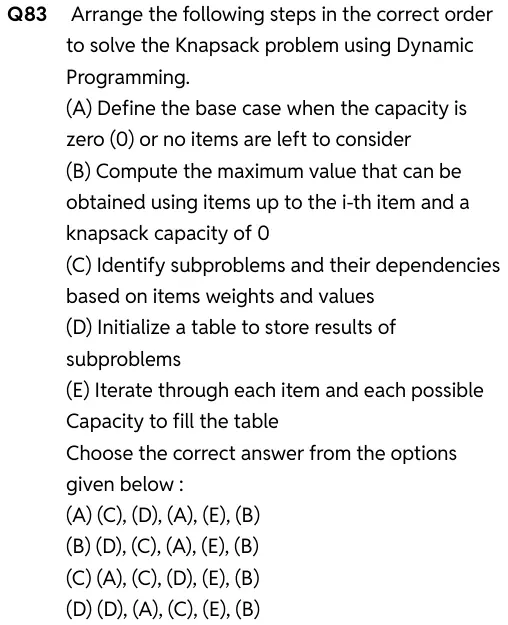 Q83 Arrange the following steps in the correct order
to solve the Knapsack problem using Dynamic
Programming.
(A) Define the base case when the capacity is
zero (0) or no items are left to consider
(B) Compute the maximum value that can be
obtained using items up to the i-th item and a
knapsack capacity of 0
(C) Identify subproblems and their dependencies
based on items weights and values
(D) Initialize a table to store results of
subproblems
(E) Iterate through each item and each possible
Capacity to fill the table
Choose the correct answer from the options
given below :
(A) (C), (D), (A), (E), (B)
(B) (D), (C), (A), (E), (B)
(C) (A), (C), (D), (E), (B)
(D) (D), (A), (C), (E), (B)